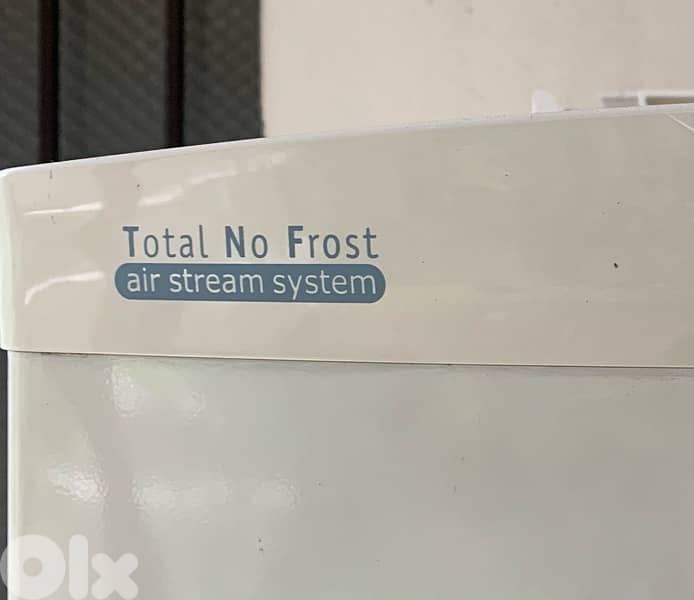 Total No Frost
air stream system
Olx